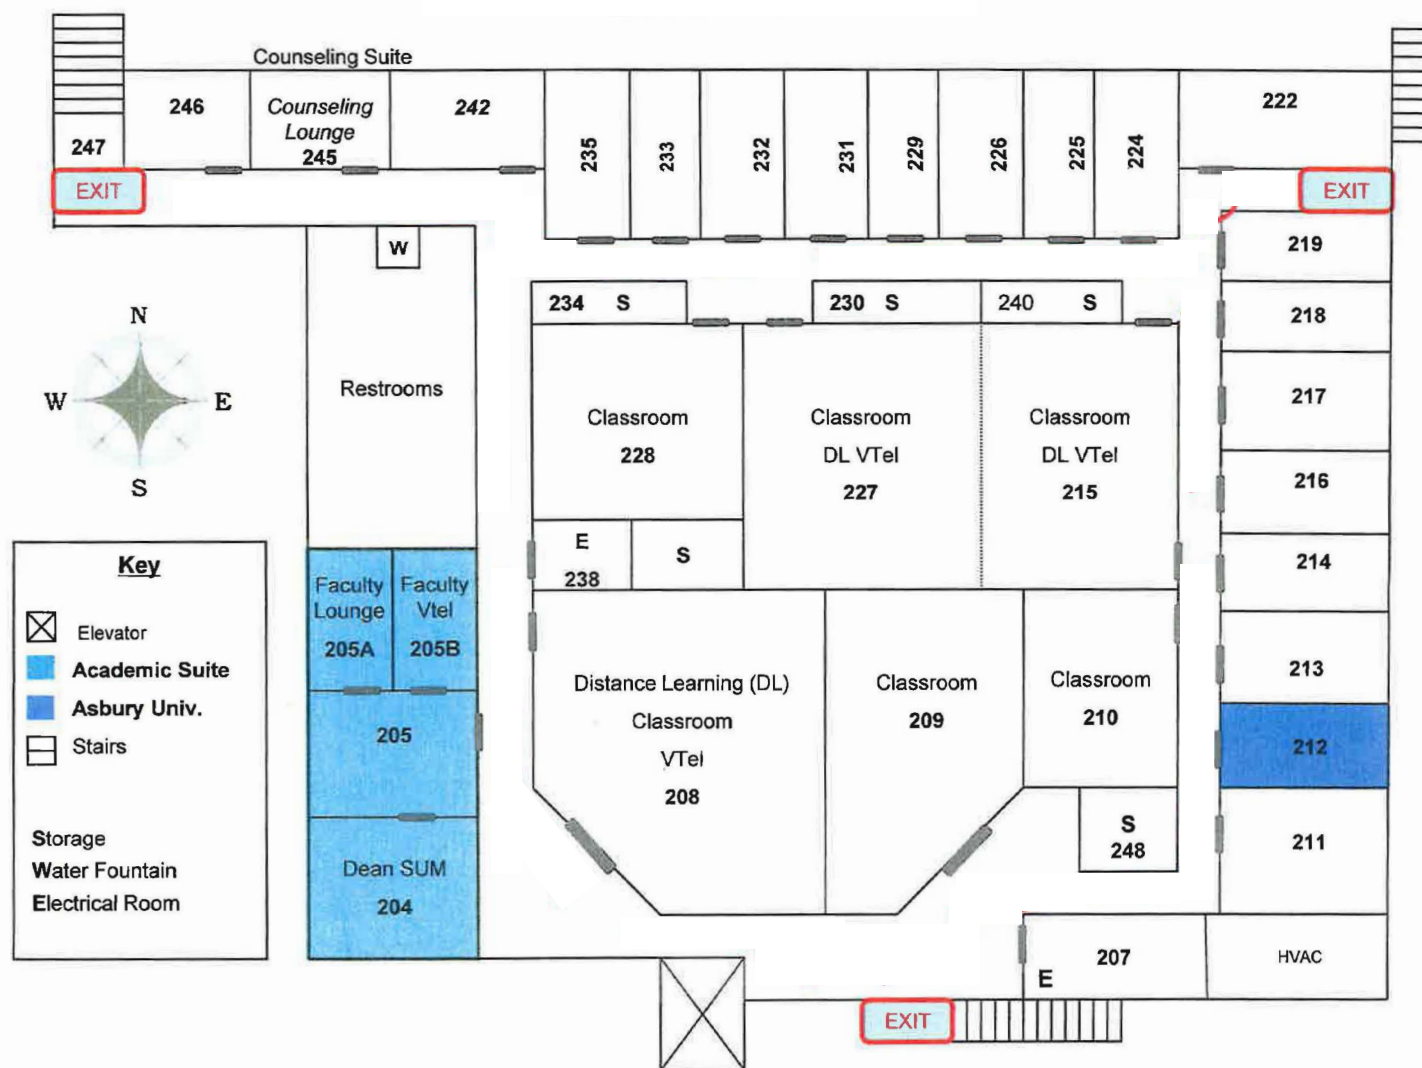 Counseling Suite
246
Counseling
Lounge
245
242
247
EXIT
235
233
232
231
229
226
225
224
222
EXIT
W
234 S
230 S
240 S
219
218
217
216
214
213
212
211
N
W E
S
Restrooms
Classroom
228
Classroom
DL VTel
227
Classroom
DL VTel
215
E
238
S
Key
Elevator
Academic Suite
Asbury Univ.
Stairs
Storage
Water Fountain
Electrical Room
Faculty
Lounge
205A
Faculty
Vtel
205B
205
Dean SUM
204
Distance Learning (DL)
Classroom
VTel
208
Classroom
209
Classroom
210
S
248
207
E
HVAC
EXIT